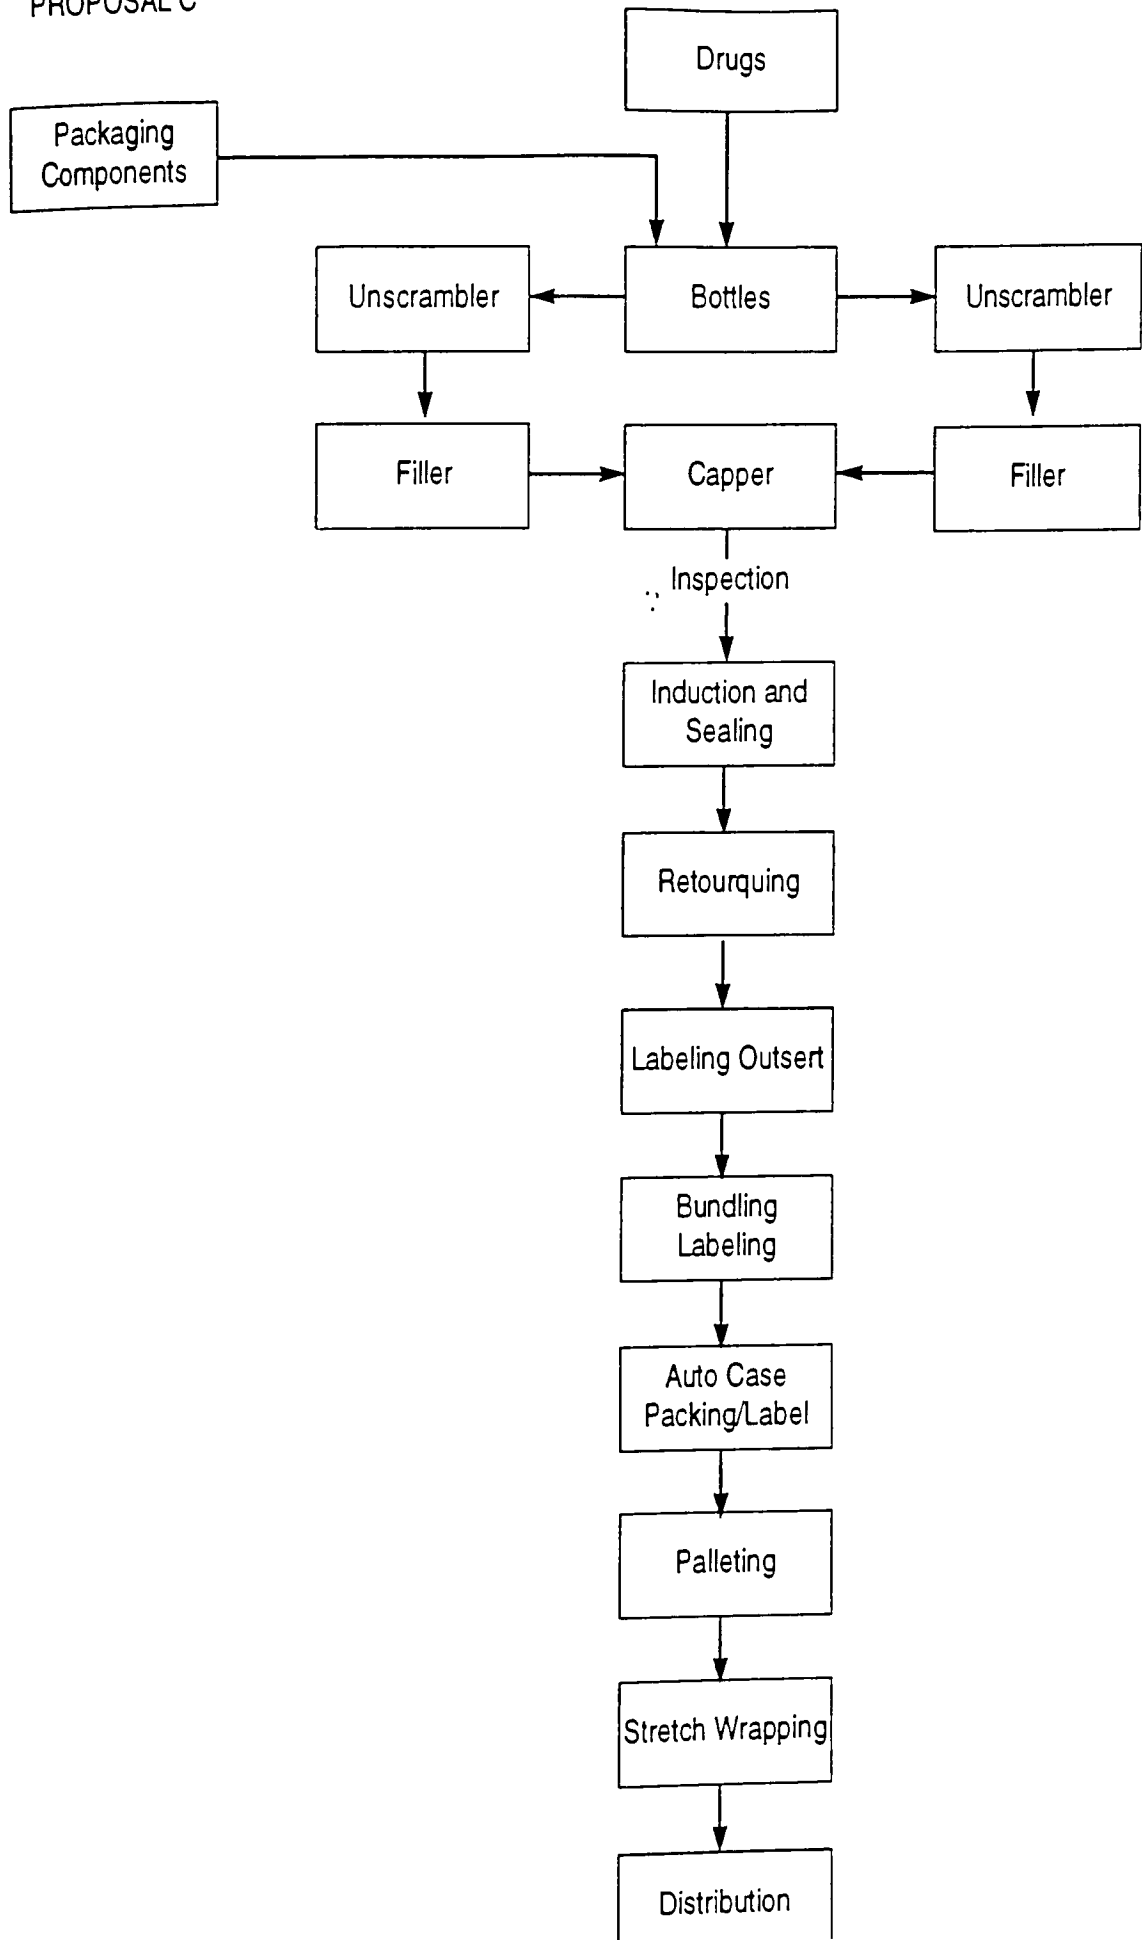 PROPOSAL C
Drugs
Packaging
Components
Unscrambler
Bottles
Unscrambler
Filler
Capper
Filler
Inspection
Induction and
Sealing
Retourquing
Labeling Outsert
Bundling
Labeling
Auto Case
Packing/Label
Palleting
Stretch Wrapping
Distribution